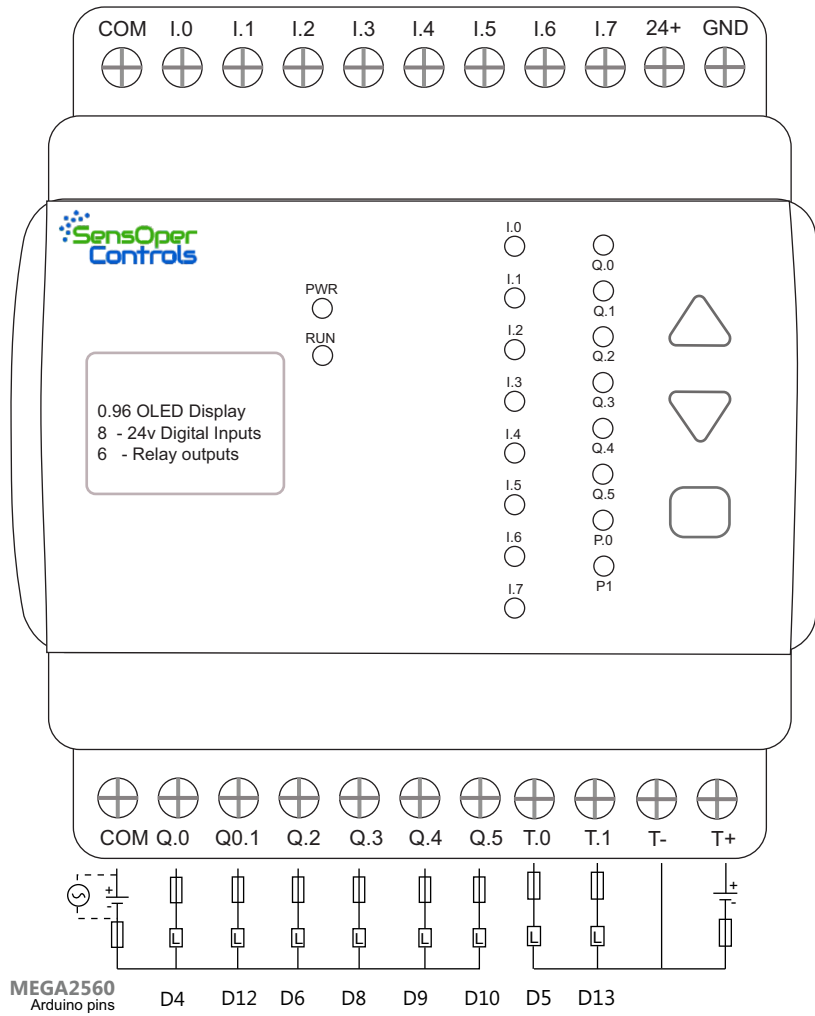 COM I.0 I.1 I.2 I.3 I.4 I.5 I.6 I.7 24+ GND
SensOper
Controls
PWR
RUN
0.96 OLED Display
8 - 24v Digital Inputs
6 - Relay outputs
I.0
I.1
I.2
I.3
I.4
I.5
I.6
I.7
Q.0
Q.1
Q.2
Q.3
Q.4
Q.5
P.0
P1
COM Q.0 Q0.1 Q.2 Q.3 Q.4 Q.5 T.0 T.1 T- T+
+ +
- -
L L L L L L L L
MEGA2560
Arduino pins
D4 D12 D6 D8 D9 D10 D5 D13